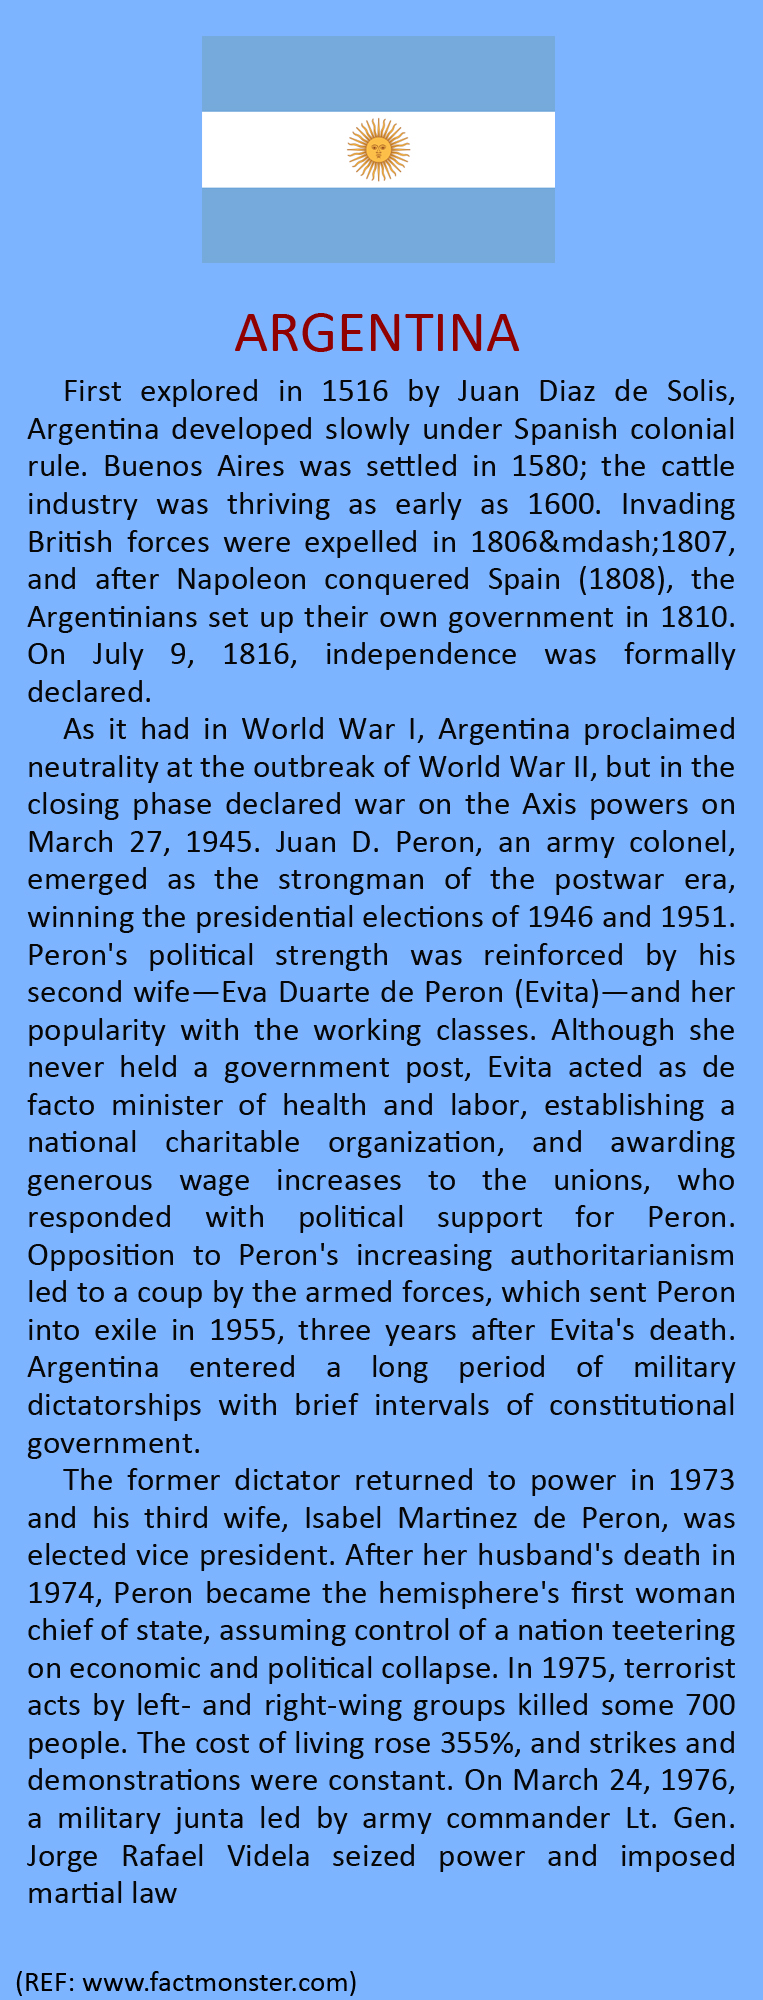 ARGENTINA
First explored in 1516 by Juan Diaz de Solis,
Argentina developed slowly under Spanish colonial
rule. Buenos Aires was settled in 1580; the cattle
industry was thriving as early as 1600. Invading
British forces were expelled in 1806&mdash;1807,
and after Napoleon conquered Spain (1808), the
Argentinians set up their own government in 1810.
On July 9, 1816, independence was formally
declared.
As it had in World War I, Argentina proclaimed
neutrality at the outbreak of World War II, but in the
closing phase declared war on the Axis powers on
March 27, 1945. Juan D. Peron, an army colonel,
emerged as the strongman of the postwar era,
winning the presidential elections of 1946 and 1951.
Peron's political strength was reinforced by his
second wife—Eva Duarte de Peron (Evita)—and her
popularity with the working classes. Although she
never held a government post, Evita acted as de
facto minister of health and labor, establishing a
national charitable organization, and awarding
generous wage increases to the unions, who
responded with political support for Peron.
Opposition to Peron's increasing authoritarianism
led to a coup by the armed forces, which sent Peron
into exile in 1955, three years after Evita's death.
Argentina entered a long period of military
dictatorships with brief intervals of constitutional
government.
The former dictator returned to power in 1973
and his third wife, Isabel Martinez de Peron, was
elected vice president. After her husband's death in
1974, Peron became the hemisphere's first woman
chief of state, assuming control of a nation teetering
on economic and political collapse. In 1975, terrorist
acts by left- and right-wing groups killed some 700
people. The cost of living rose 355%, and strikes and
demonstrations were constant. On March 24, 1976,
a military junta led by army commander Lt. Gen.
Jorge Rafael Videla seized power and imposed
martial law
(REF: www.factmonster.com)